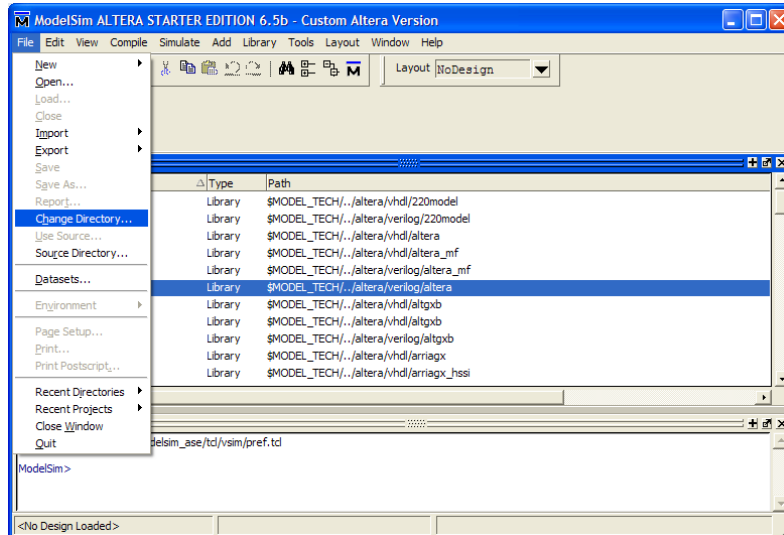 ModelSim ALTERA STARTER EDITION 6.5b - Custom Altera Version
File Edit View Compile Simulate Add Library Tools Layout Window Help
New
Open...
Load...
Close
Import
Export
Save
Save As...
Report...
Change Directory...
Use Source...
Source Directory...
Datasets...
Environment
Page Setup...
Print...
Print Postscript...
Recent Directories
Recent Projects
Close Window
Quit
Layout NoDesign
Type Path
Library $MODEL_TECH/../altera/vhdl/220model
Library $MODEL_TECH/../altera/verilog/220model
Library $MODEL_TECH/../altera/vhdl/altera
Library $MODEL_TECH/../altera/vhdl/altera_mf
Library $MODEL_TECH/../altera/verilog/altera_mf
Library $MODEL_TECH/../altera/verilog/altera
Library $MODEL_TECH/../altera/vhdl/altgxb
Library $MODEL_TECH/../altera/vhdl/altgxb
Library $MODEL_TECH/../altera/verilog/altgxb
Library $MODEL_TECH/../altera/vhdl/arriagx
Library $MODEL_TECH/../altera/vhdl/arriagx_hssi
delsim_ase/tcl/vsim/pref.tcl
ModelSim>
<No Design Loaded>